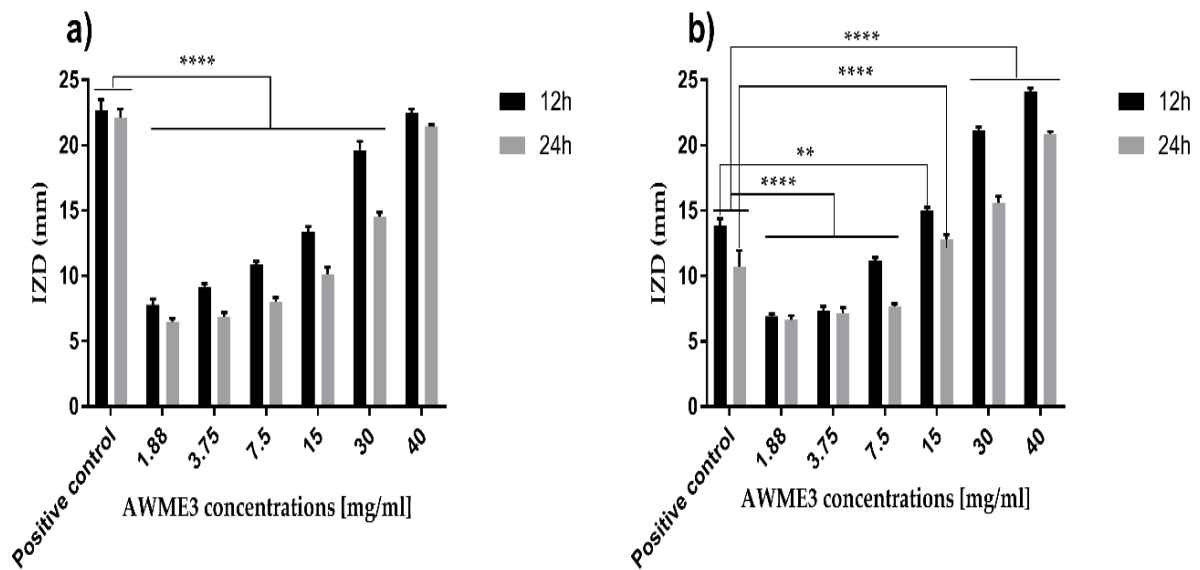 a)
****
25
20
15
10
5
0
IZD (mm)
12h
24h
Positive control
1.88
3.75
7.5
15
30
40
AWME3 concentrations [mg/ml]
b)
****
****
**
****
25
20
15
10
5
0
IZD (mm)
12h
24h
Positive control
1.88
3.75
7.5
15
30
40
AWME3 concentrations [mg/ml]